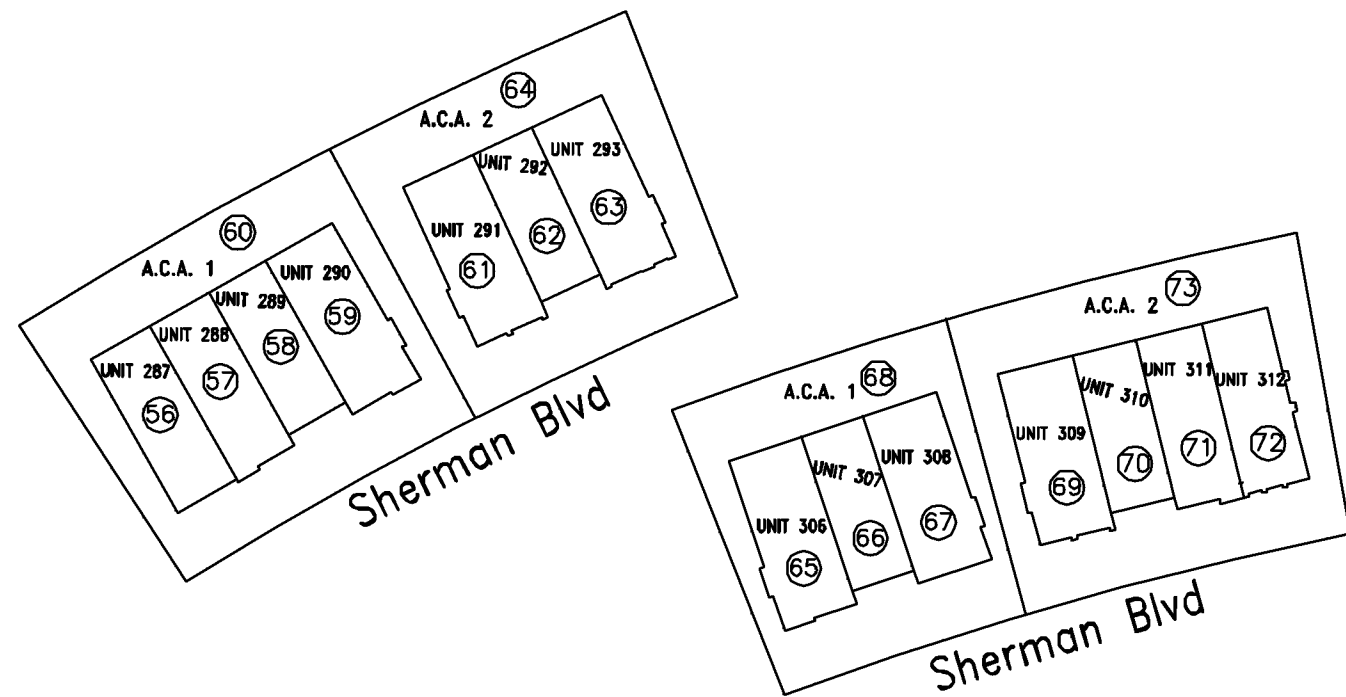 64
A.C.A. 2
UNIT 293
UNIT 292
63
UNIT 291
62
61
60
A.C.A. 1
UNIT 290
UNIT 289
59
UNIT 288
58
UNIT 287
57
56
Sherman Blvd
73
A.C.A. 2
68
A.C.A. 1
UNIT 311
UNIT 312
UNIT 310
UNIT 309
72
71
70
69
UNIT 308
UNIT 307
67
UNIT 306
66
65
Sherman Blvd